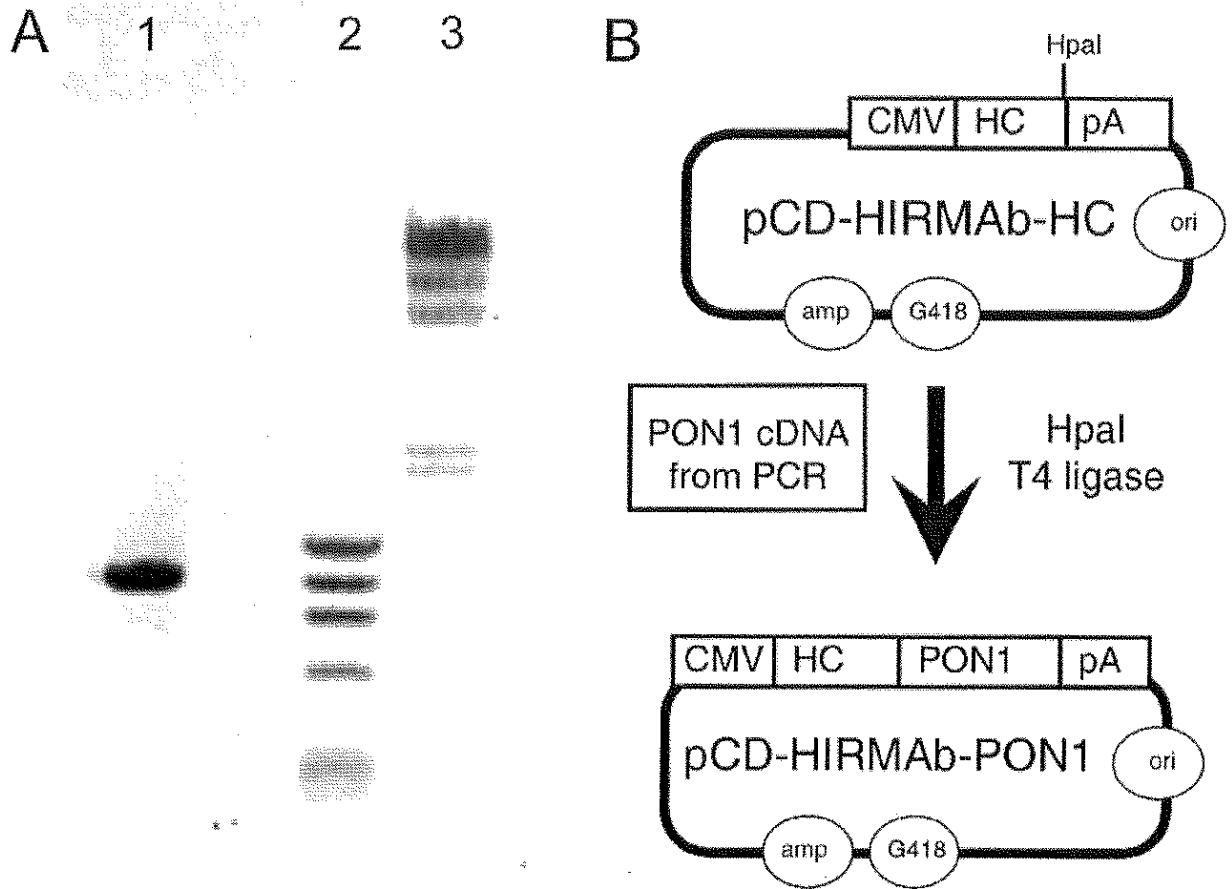 A
1
2
3
B
HpaI
CMV
HC
pA
pCD-HIRMAb-HC
ori
amp
G418
PON1 cDNA
from PCR
HpaI
T4 ligase
CMV
HC
PON1
pA
pCD-HIRMAb-PON1
ori
amp
G418